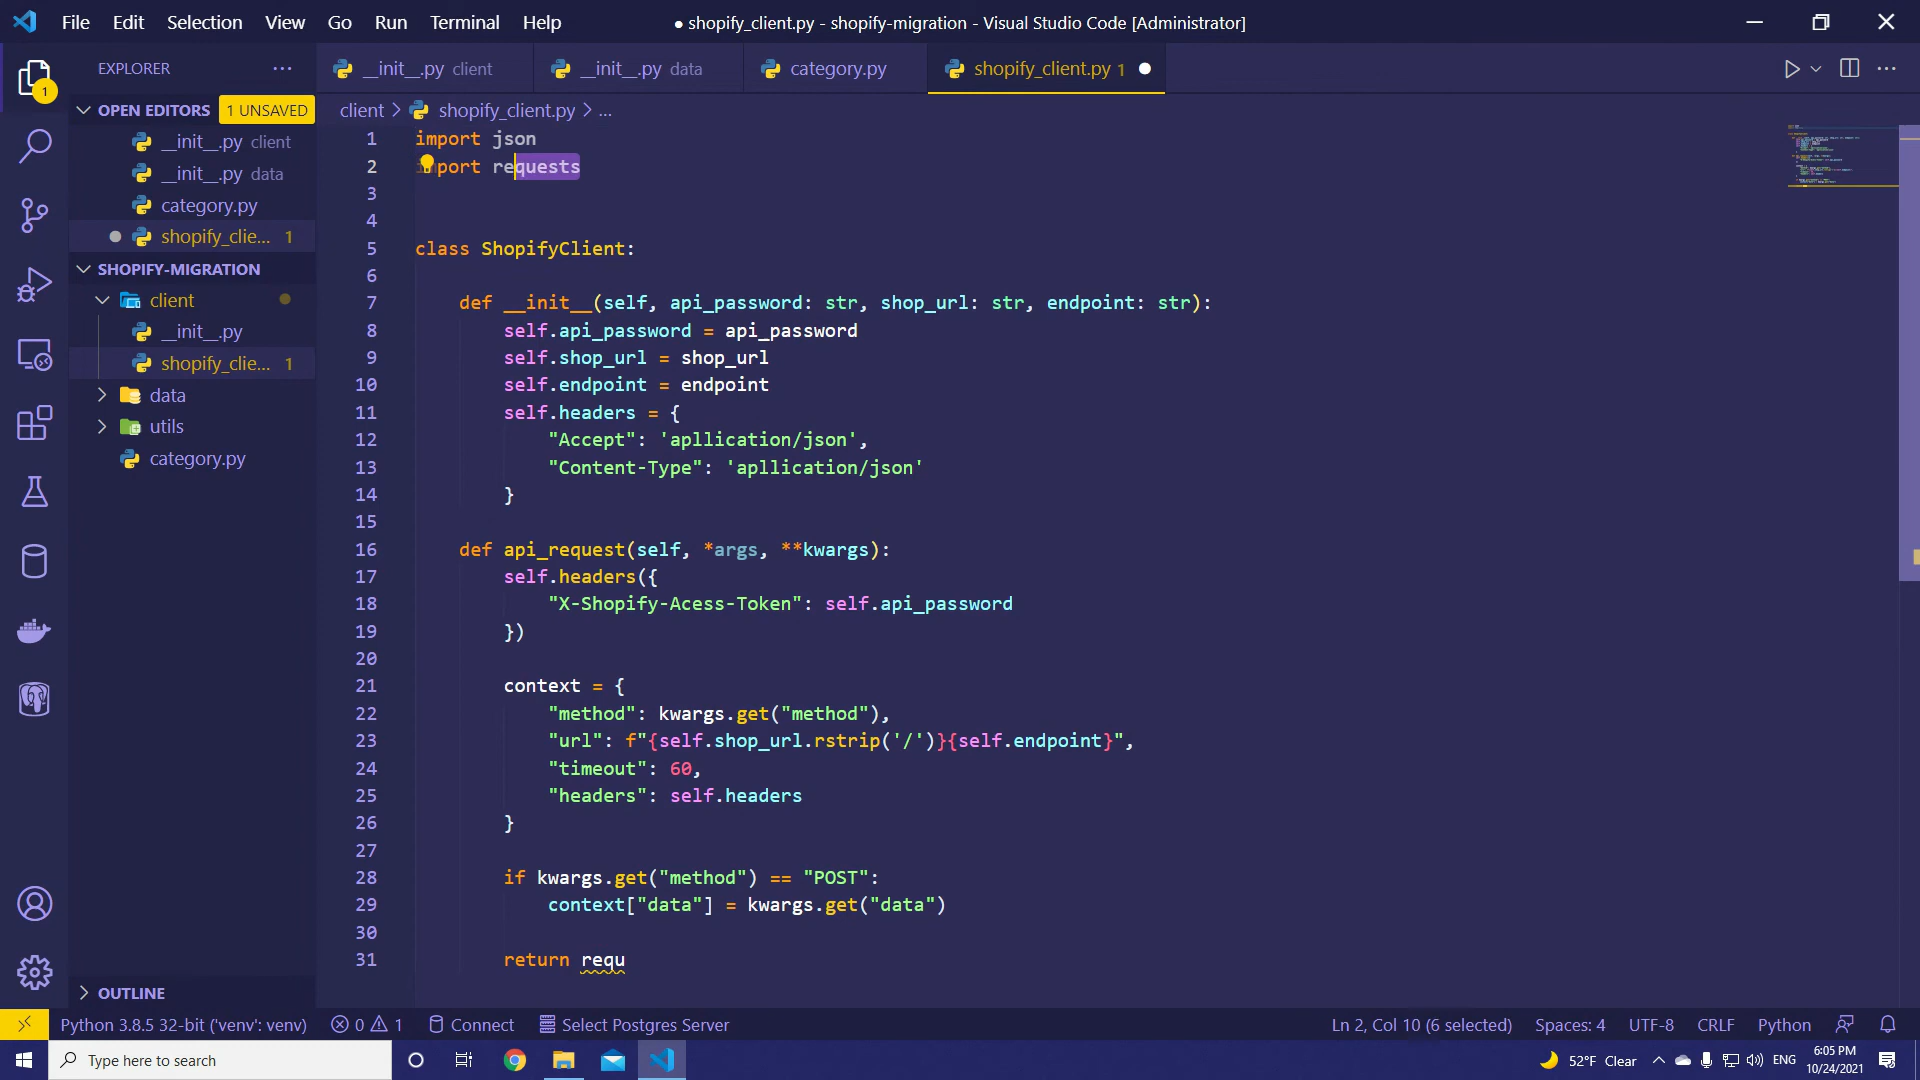 File Edit Selection View Go Run Terminal Help
● shopify_client.py - shopify-migration - Visual Studio Code [Administrator]
1
EXPLORER
OPEN EDITORS 1 UNSAVED
__init__.py client
__init__.py data
category.py
shopify_clie... 1
SHOPIFY-MIGRATION
client
__init__.py
shopify_clie... 1
data
utils
category.py
OUTLINE
__init__.py client
__init__.py data
category.py
shopify_client.py 1
client > shopify_client.py > ...
1 import json
2 import requests
3
4
5 class ShopifyClient:
6
7 def __init__(self, api_password: str, shop_url: str, endpoint: str):
8 self.api_password = api_password
9 self.shop_url = shop_url
10 self.endpoint = endpoint
11 self.headers = {
12 "Accept": 'apllication/json',
13 "Content-Type": 'apllication/json'
14 }
15
16 def api_request(self, *args, **kwargs):
17 self.headers({
18 "X-Shopify-Acess-Token": self.api_password
19 })
20
21 context = {
22 "method": kwargs.get("method"),
23 "url": f"{self.shop_url.rstrip('/')}{self.endpoint}",
24 "timeout": 60,
25 "headers": self.headers
26 }
27
28 if kwargs.get("method") == "POST":
29 context["data"] = kwargs.get("data")
30
31 return requ
Python 3.8.5 32-bit ('venv': venv) 0 1 Connect Select Postgres Server
Ln 2, Col 10 (6 selected) Spaces: 4 UTF-8 CRLF Python
Type here to search
52°F Clear
ENG
6:05 PM
10/24/2021